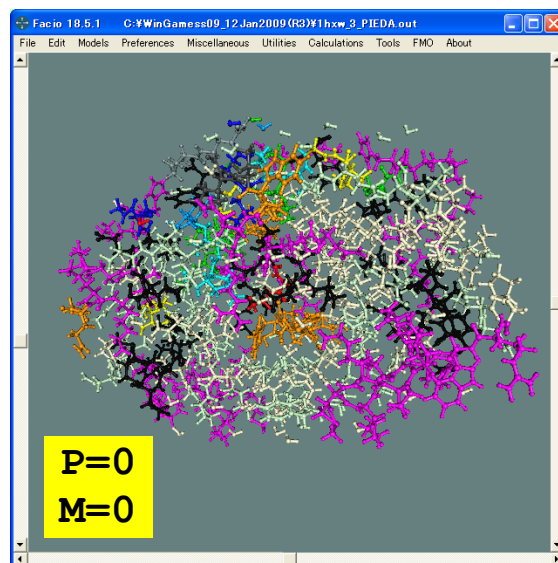 Facio 18.5.1 C:¥WinGamess09_12Jan2009(R3)¥1hxw_3_PIEDA.out
File Edit Models Preferences Miscellaneous Utilities Calculations Tools FMO About
P=0
M=0